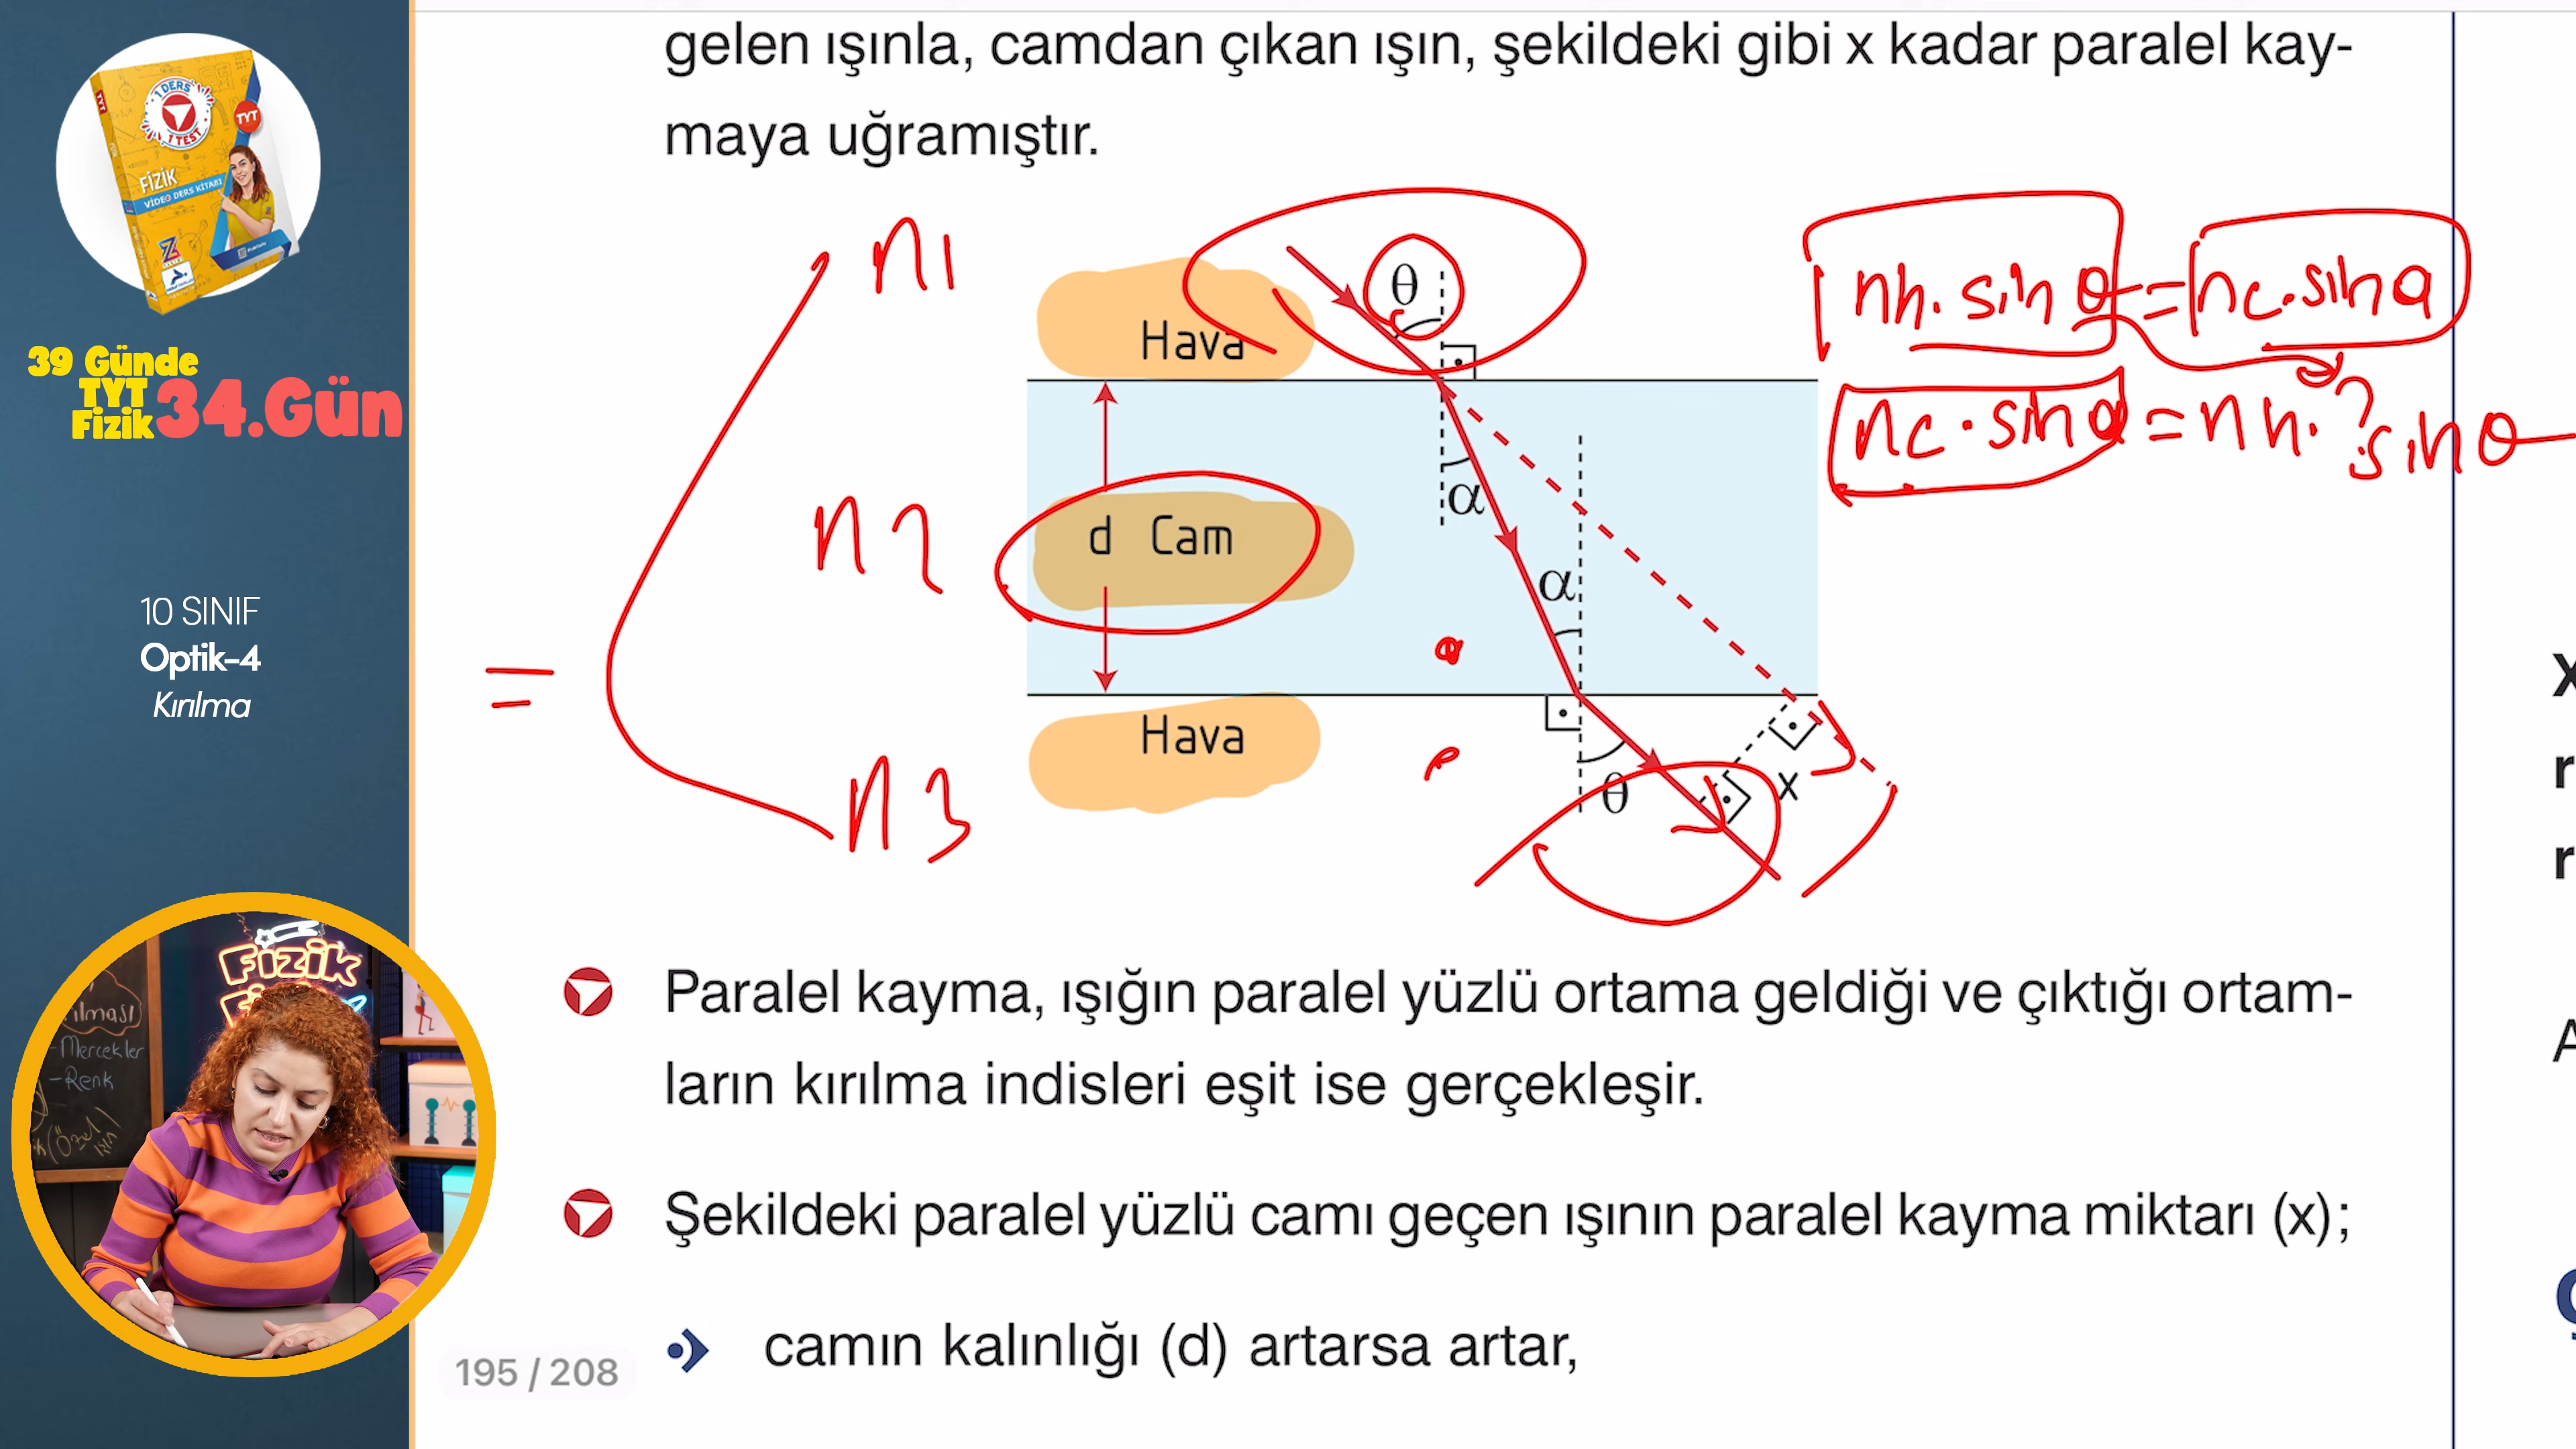 gelen ışınla, camdan çıkan ışın, şekildeki gibi x kadar paralel kay-
maya uğramıştır.
1 DERS
1 TEST
TYT
TYT
FİZİK
VİDEO DERS KİTABI
39 Günde
TYT
Fizik
34.Gün
10 SINIF
Optik-4
Kırılma
n1
n2
n3
=
Hava
θ
α
d Cam
α
Hava
θ
x
nh. sin θ = nc. sin α
nc. sin α = nh. ?
sin θ
Paralel kayma, ışığın paralel yüzlü ortama geldiği ve çıktığı ortam-
ların kırılma indisleri eşit ise gerçekleşir.
Şekildeki paralel yüzlü camı geçen ışının paralel kayma miktarı (x);
camın kalınlığı (d) artarsa artar,
195 / 208
Fizik
ılması
-Mercekler
-Renk
(Özel